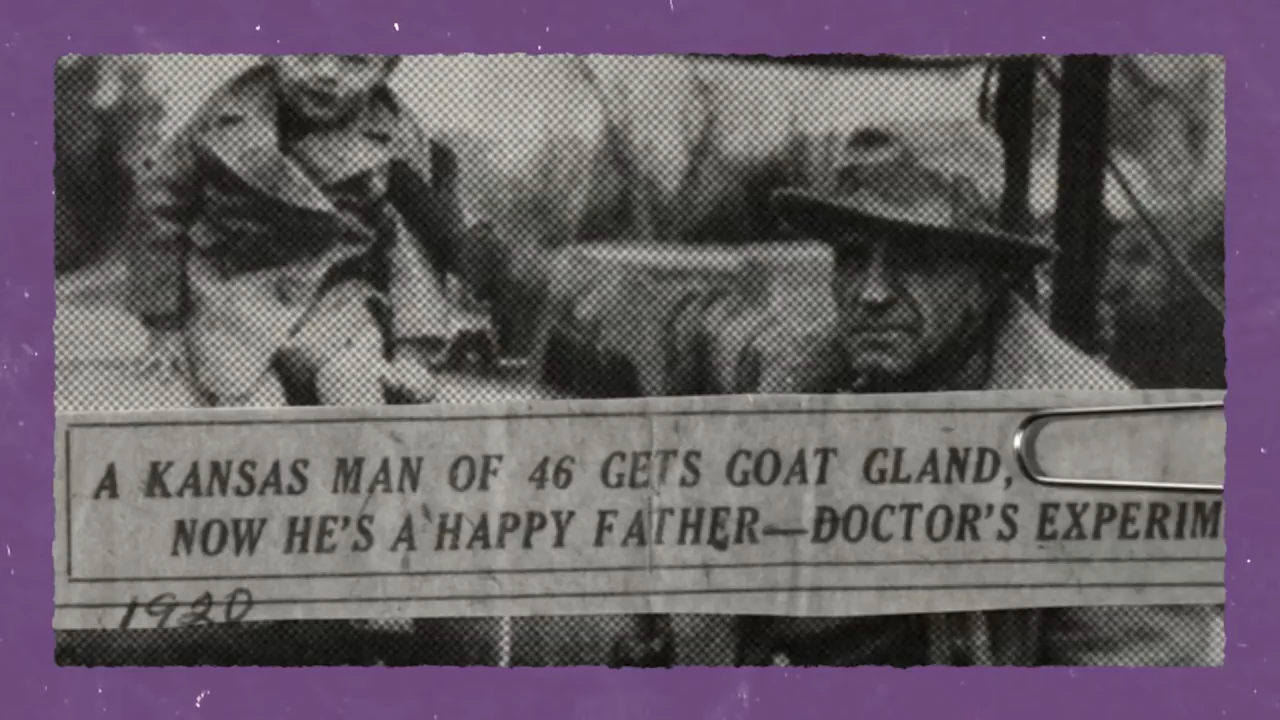 A KANSAS MAN OF 46 GETS GOAT GLAND,
NOW HE'S A HAPPY FATHER—DOCTOR'S EXPERIM
1920